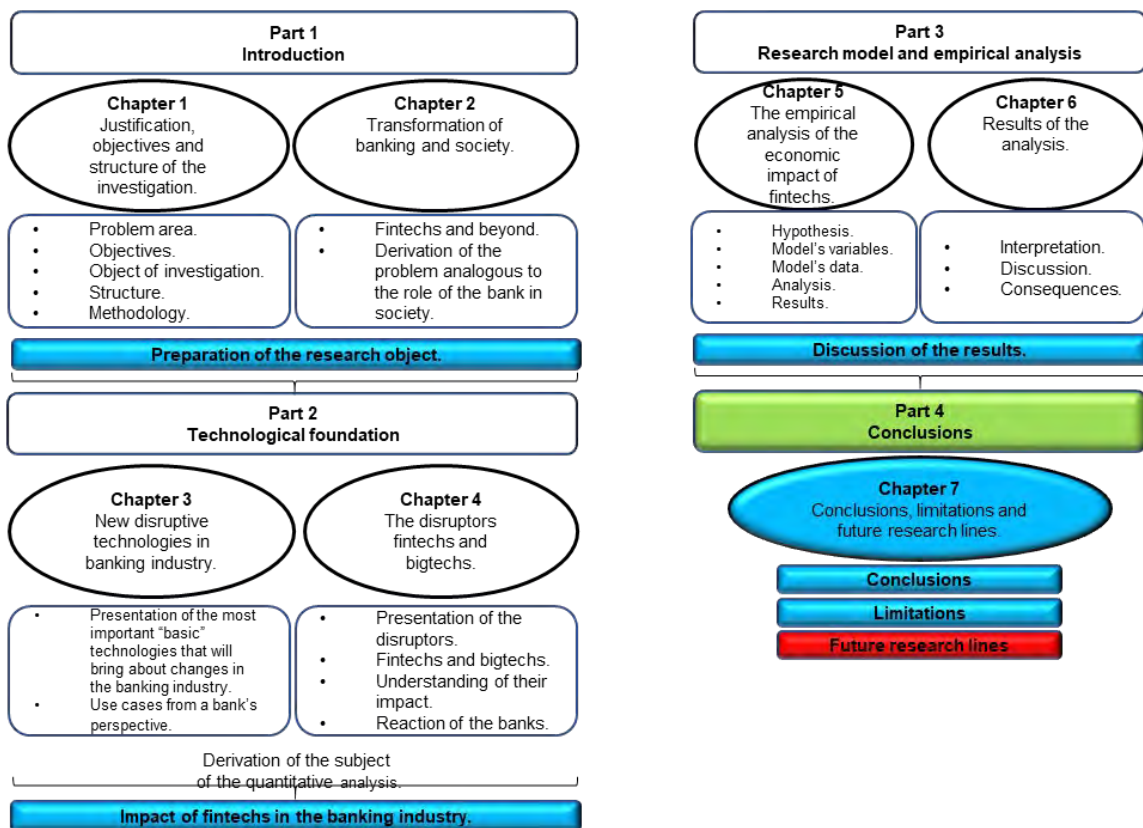 Part 1
Introduction
Chapter 1
Justification,
objectives and
structure of the
investigation.
Chapter 2
Transformation of
banking and society.
• Problem area.
• Objectives.
• Object of investigation.
• Structure.
• Methodology.
• Fintechs and beyond.
• Derivation of the
problem analogous to
the role of the bank in
society.
Preparation of the research object.
Part 2
Technological foundation
Chapter 3
New disruptive
technologies in
banking industry.
Chapter 4
The disruptors
fintechs and
bigtechs.
• Presentation of the most
important “basic”
technologies that will
bring about changes in
the banking industry.
• Use cases from a bank’s
perspective.
• Presentation of the
disruptors.
• Fintechs and bigtechs.
• Understanding of their
impact.
• Reaction of the banks.
Derivation of the subject
of the quantitative analysis.
Impact of fintechs in the banking industry.
Part 3
Research model and empirical analysis
Chapter 5
The empirical
analysis of the
economic
impact of
fintechs.
Chapter 6
Results of the
analysis.
• Hypothesis.
• Model’s variables.
• Model’s data.
• Analysis.
• Results.
• Interpretation.
• Discussion.
• Consequences.
Discussion of the results.
Part 4
Conclusions
Chapter 7
Conclusions, limitations and
future research lines.
Conclusions
Limitations
Future research lines